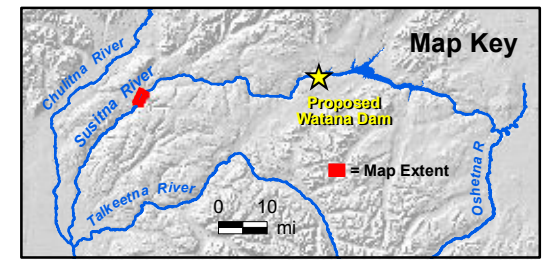 Map Key
Chulitna River
Susitna River
Proposed
Watana Dam
Talkeetna River
Oshetna R
= Map Extent
0 10
mi